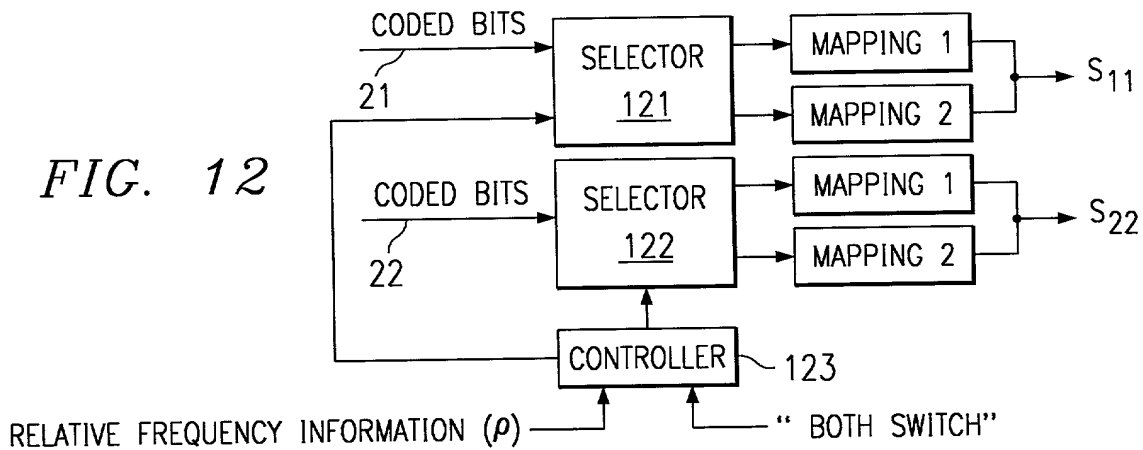 CODED BITS
21
SELECTOR
121
MAPPING 1
MAPPING 2
S11
FIG. 12
CODED BITS
22
SELECTOR
122
MAPPING 1
MAPPING 2
S22
CONTROLLER
123
RELATIVE FREQUENCY INFORMATION (ρ)
" BOTH SWITCH"